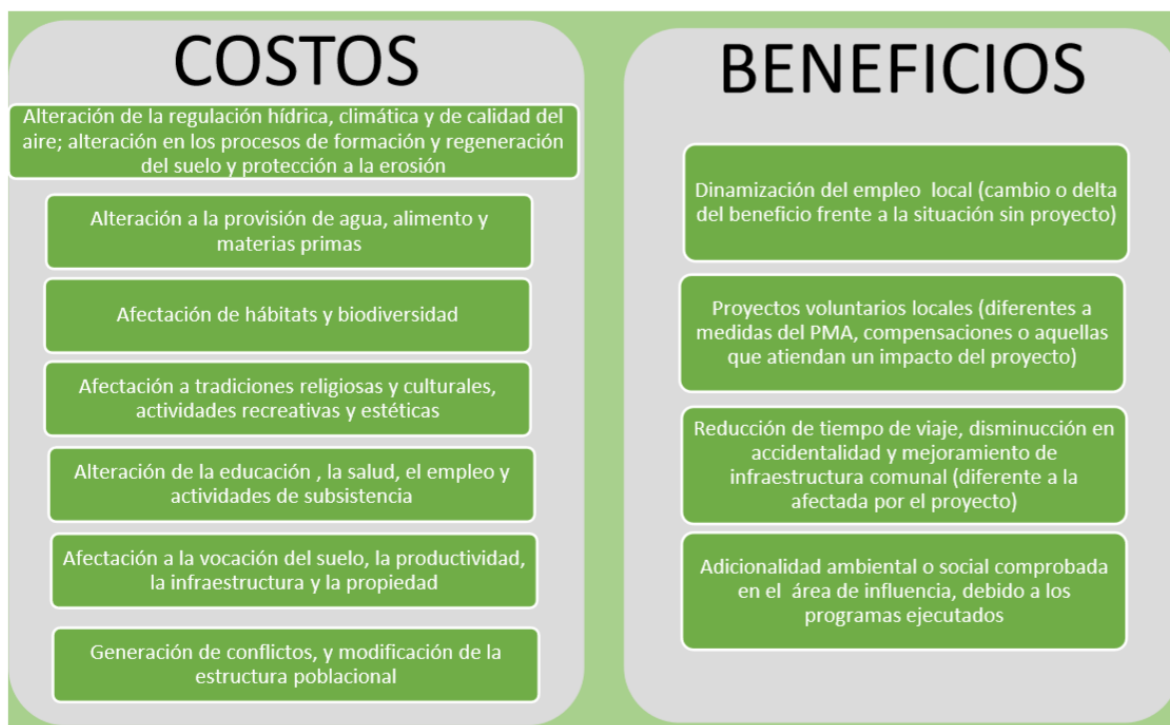 COSTOS
Alteración de la regulación hídrica, climática y de calidad del
aire; alteración en los procesos de formación y regeneración
del suelo y protección a la erosión
Alteración a la provisión de agua, alimento y
materias primas
Afectación de hábitats y biodiversidad
Afectación a tradiciones religiosas y culturales,
actividades recreativas y estéticas
Alteración de la educación , la salud, el empleo y
actividades de subsistencia
Afectación a la vocación del suelo, la productividad,
la infraestructura y la propiedad
Generación de conflictos, y modificación de la
estructura poblacional
BENEFICIOS
Dinamización del empleo local (cambio o delta
del beneficio frente a la situación sin proyecto)
Proyectos voluntarios locales (diferentes a
medidas del PMA, compensaciones o aquellas
que atiendan un impacto del proyecto)
Reducción de tiempo de viaje, disminucción en
accidentalidad y mejoramiento de
infraestructura comunal (diferente a la
afectada por el proyecto)
Adicionalidad ambiental o social comprobada
en el área de influencia, debido a los
programas ejecutados